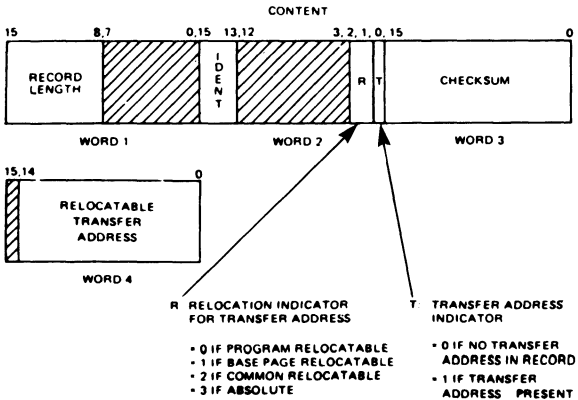 CONTENT
15 8,7 0,15 13,12 3,2,1,0,15 0
RECORD
LENGTH
I
D
E
N
T
R T
CHECKSUM
WORD 1 WORD 2 WORD 3
15,14 0
RELOCATABLE
TRANSFER
ADDRESS
WORD 4
R RELOCATION INDICATOR
FOR TRANSFER ADDRESS
= 0 IF PROGRAM RELOCATABLE
= 1 IF BASE PAGE RELOCATABLE
= 2 IF COMMON RELOCATABLE
= 3 IF ABSOLUTE
T TRANSFER ADDRESS
INDICATOR
= 0 IF NO TRANSFER
ADDRESS IN RECORD
= 1 IF TRANSFER
ADDRESS PRESENT